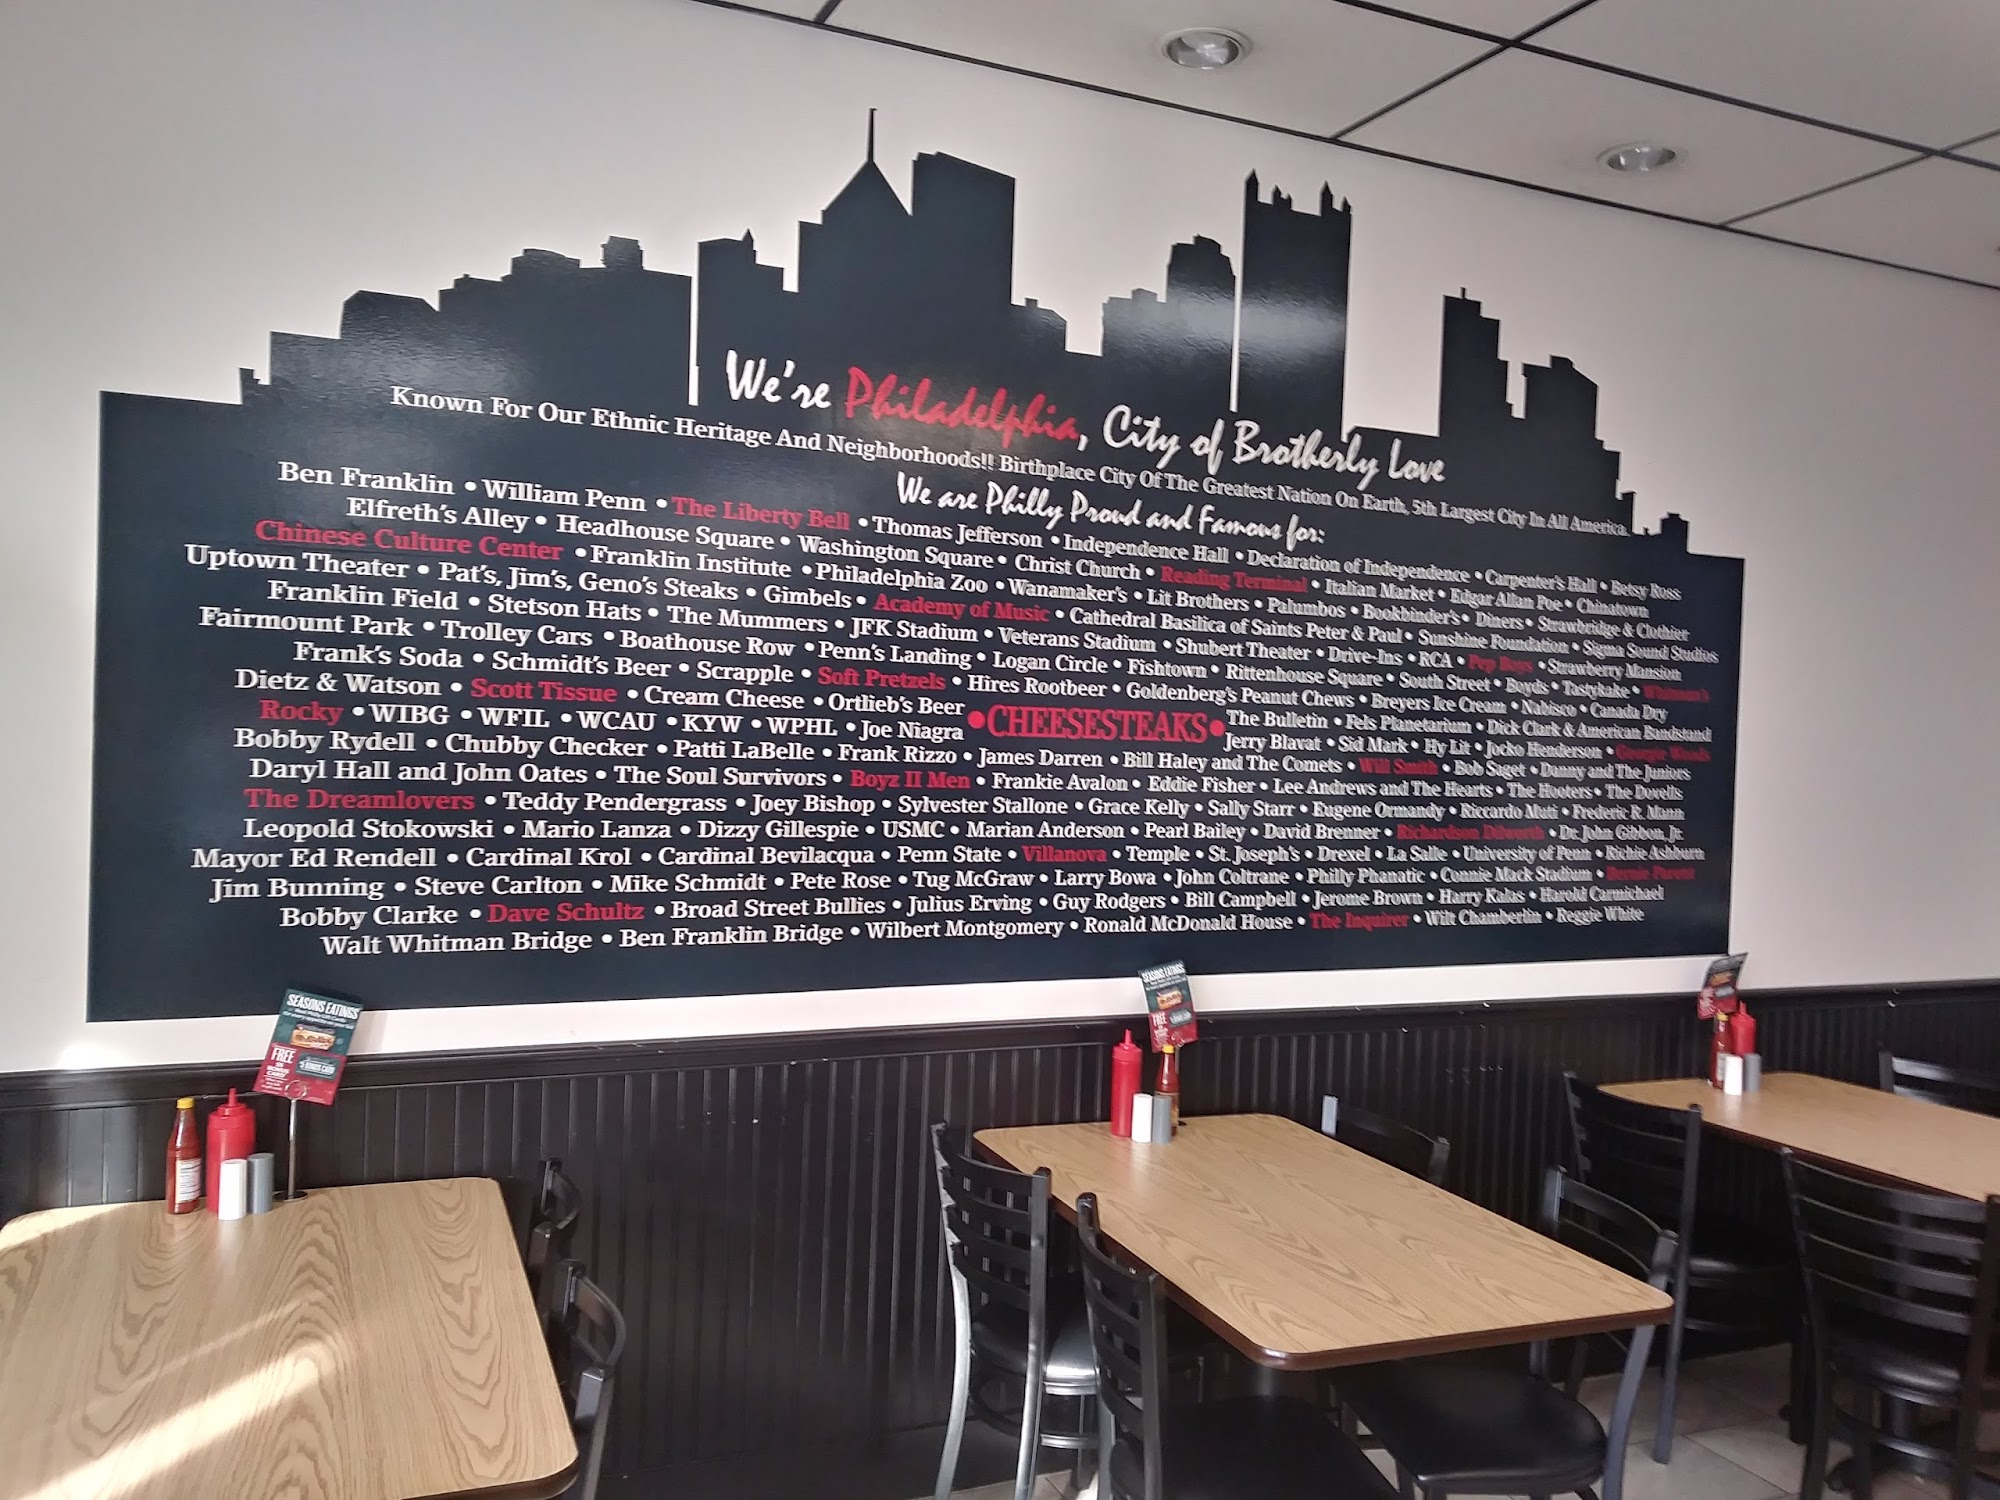 We're Philadelphia, City of Brotherly Love
Known For Our Ethnic Heritage And Neighborhoods!! Birthplace City Of The Greatest Nation On Earth, 5th Largest City In All America.
We are Philly Proud and Famous for:
Ben Franklin • William Penn • The Liberty Bell • Thomas Jefferson • Independence Hall • Declaration of Independence • Carpenter's Hall • Betsy Ross
Elfreth's Alley • Headhouse Square • Washington Square • Christ Church • Reading Terminal • Italian Market • Edgar Allan Poe • Chinatown
Chinese Culture Center • Franklin Institute • Philadelphia Zoo • Wanamaker's • Lit Brothers • Palumbos • Bookbinder's • Diners • Strawbridge & Clothier
Uptown Theater • Pat's, Jim's, Geno's Steaks • Gimbels • Academy of Music • Cathedral Basilica of Saints Peter & Paul • Sunshine Foundation • Sigma Sound Studios
Franklin Field • Stetson Hats • The Mummers • JFK Stadium • Veterans Stadium • Shubert Theater • Drive-Ins • RCA • Pep Boys • Strawberry Mansion
Fairmount Park • Trolley Cars • Boathouse Row • Penn's Landing • Logan Circle • Fishtown • Rittenhouse Square • South Street • Boyds • Tastykake • Whitman's
Frank's Soda • Schmidt's Beer • Scrapple • Soft Pretzels • Hires Rootbeer • Goldenberg's Peanut Chews • Breyers Ice Cream • Nabisco • Canada Dry
Dietz & Watson • Scott Tissue • Cream Cheese • Ortlieb's Beer •CHEESESTEAKS• The Bulletin • Fels Planetarium • Dick Clark & American Bandstand
Rocky • WIBG • WFIL • WCAU • KYW • WPHL • Joe Niagra Jerry Blavat • Sid Mark • Hy Lit • Jocko Henderson • Georgie Woods
Bobby Rydell • Chubby Checker • Patti LaBelle • Frank Rizzo • James Darren • Bill Haley and The Comets • Will Smith • Bob Saget • Danny and The Juniors
Daryl Hall and John Oates • The Soul Survivors • Boyz II Men • Frankie Avalon • Eddie Fisher • Lee Andrews and The Hearts • The Hooters • The Dovells
The Dreamlovers • Teddy Pendergrass • Joey Bishop • Sylvester Stallone • Grace Kelly • Sally Starr • Eugene Ormandy • Riccardo Muti • Frederic R. Mann
Leopold Stokowski • Mario Lanza • Dizzy Gillespie • USMC • Marian Anderson • Pearl Bailey • David Brenner • Richardson Dilworth • Dr. John Gibbon, Jr.
Mayor Ed Rendell • Cardinal Krol • Cardinal Bevilacqua • Penn State • Villanova • Temple • St. Joseph's • Drexel • La Salle • University of Penn • Richie Ashburn
Jim Bunning • Steve Carlton • Mike Schmidt • Pete Rose • Tug McGraw • Larry Bowa • John Coltrane • Philly Phanatic • Connie Mack Stadium • Bernie Parent
Bobby Clarke • Dave Schultz • Broad Street Bullies • Julius Erving • Guy Rodgers • Bill Campbell • Jerome Brown • Harry Kalas • Harold Carmichael
Walt Whitman Bridge • Ben Franklin Bridge • Wilbert Montgomery • Ronald McDonald House • The Inquirer • Wilt Chamberlin • Reggie White
SEASONS EATINGS
FREE
$5 BONUS CARD
SEASONS EATINGS
FREE